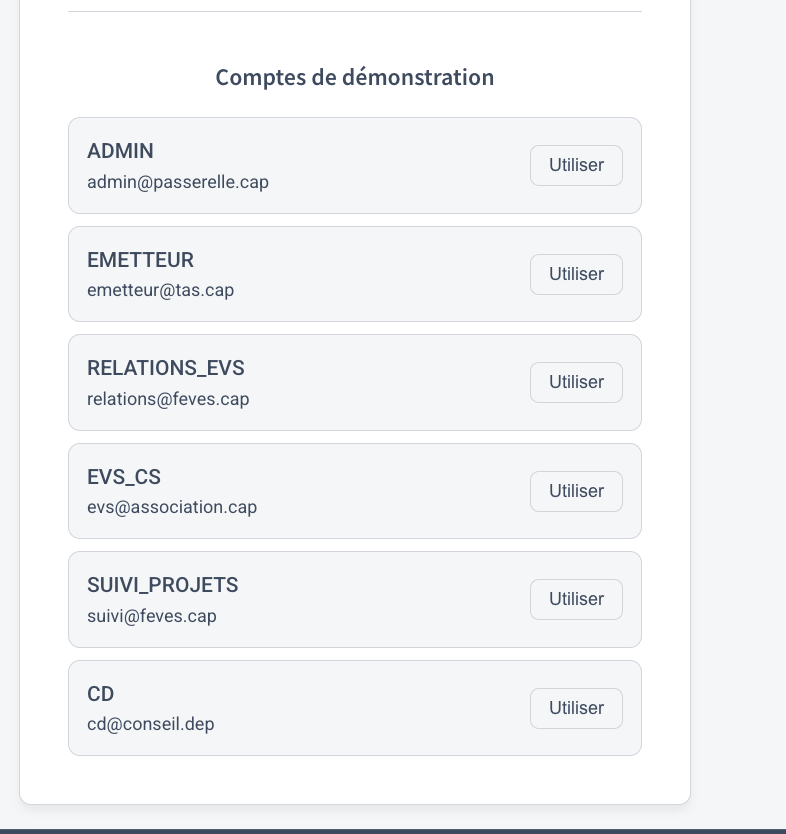 Comptes de démonstration
ADMIN
admin@passerelle.cap
Utiliser
EMETTEUR
emetteur@tas.cap
Utiliser
RELATIONS_EVS
relations@feves.cap
Utiliser
EVS_CS
evs@association.cap
Utiliser
SUIVI_PROJETS
suivi@feves.cap
Utiliser
CD
cd@conseil.dep
Utiliser